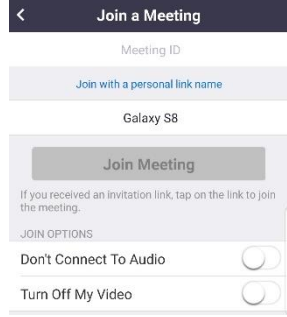 Join a Meeting
Meeting ID
Join with a personal link name
Galaxy S8
Join Meeting
If you received an invitation link, tap on the link to join
the meeting.
JOIN OPTIONS
Don't Connect To Audio
Turn Off My Video